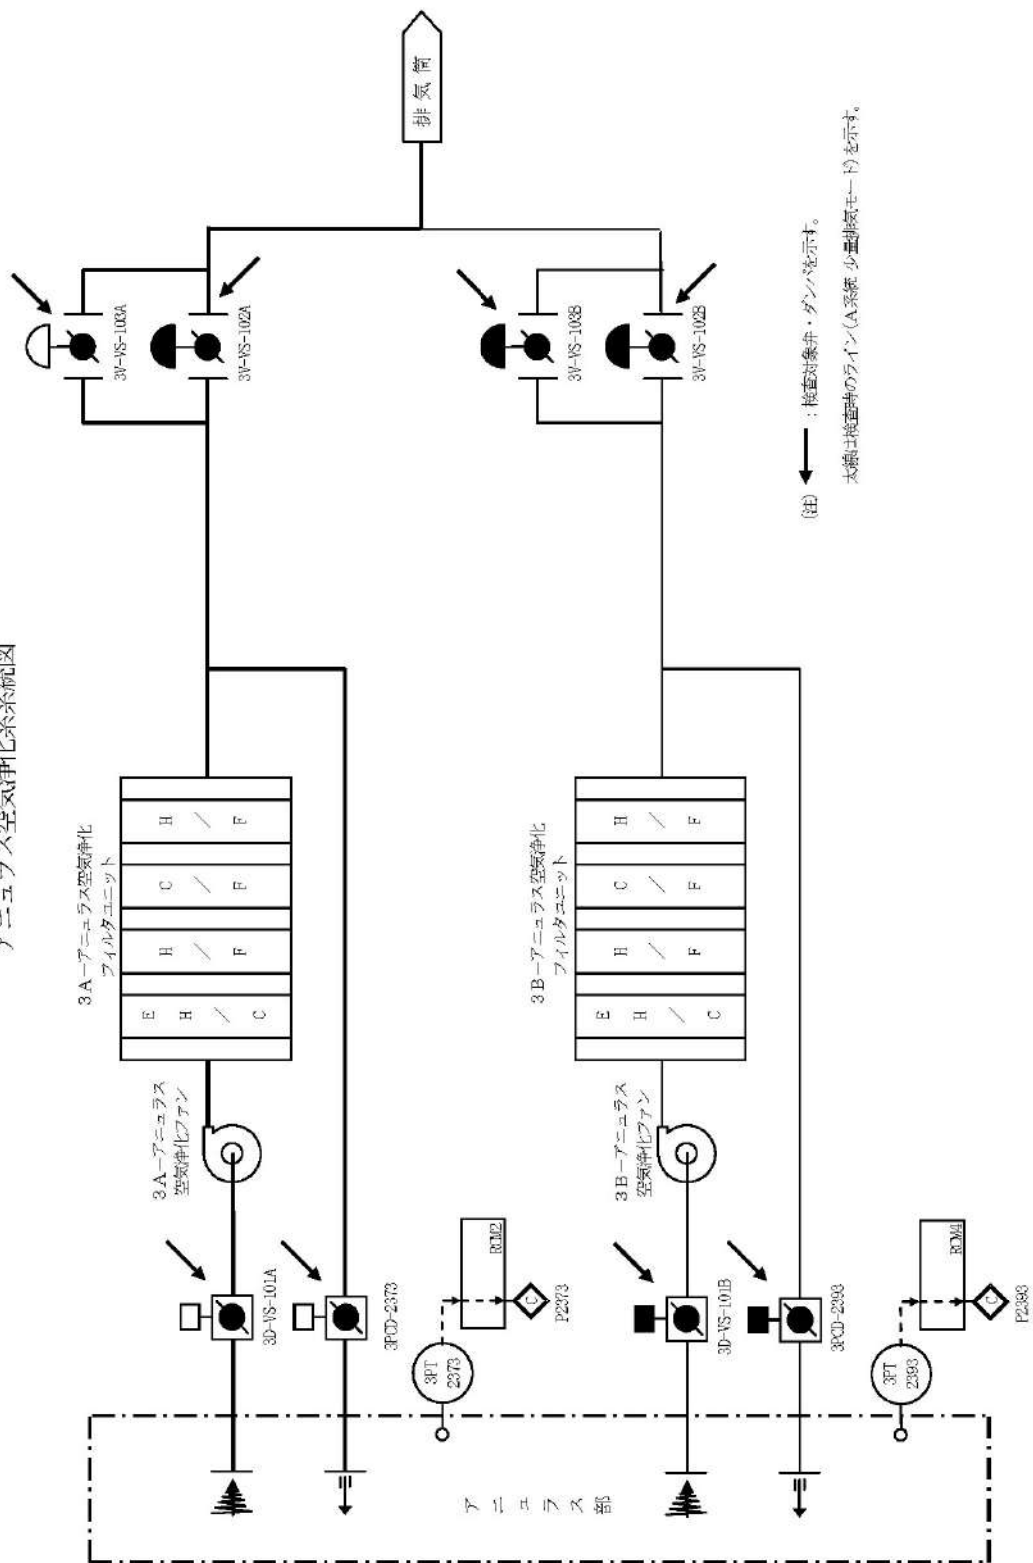 アニュラス空気浄化系系統図
排気筒
3V-VS-103A
3V-VS-102A
3V-VS-103B
3V-VS-102B
3A-アニュラス空気浄化
フィルタユニット
E H / C
H / F
C / F
H / F
3B-アニュラス空気浄化
フィルタユニット
E H / C
H / F
C / F
H / F
3A-アニュラス
空気浄化ファン
3B-アニュラス
空気浄化ファン
3D-VS-101A
3PCD-2373
3PT
2373
RCM2
C
P2373
3D-VS-101B
3PCD-2393
3PT
2393
RCM4
C
P2393
アニュラス部
(注) :検査対象弁・ダンパを示す。
太線は検査時のライン(A系統 少量排気モード)を示す。